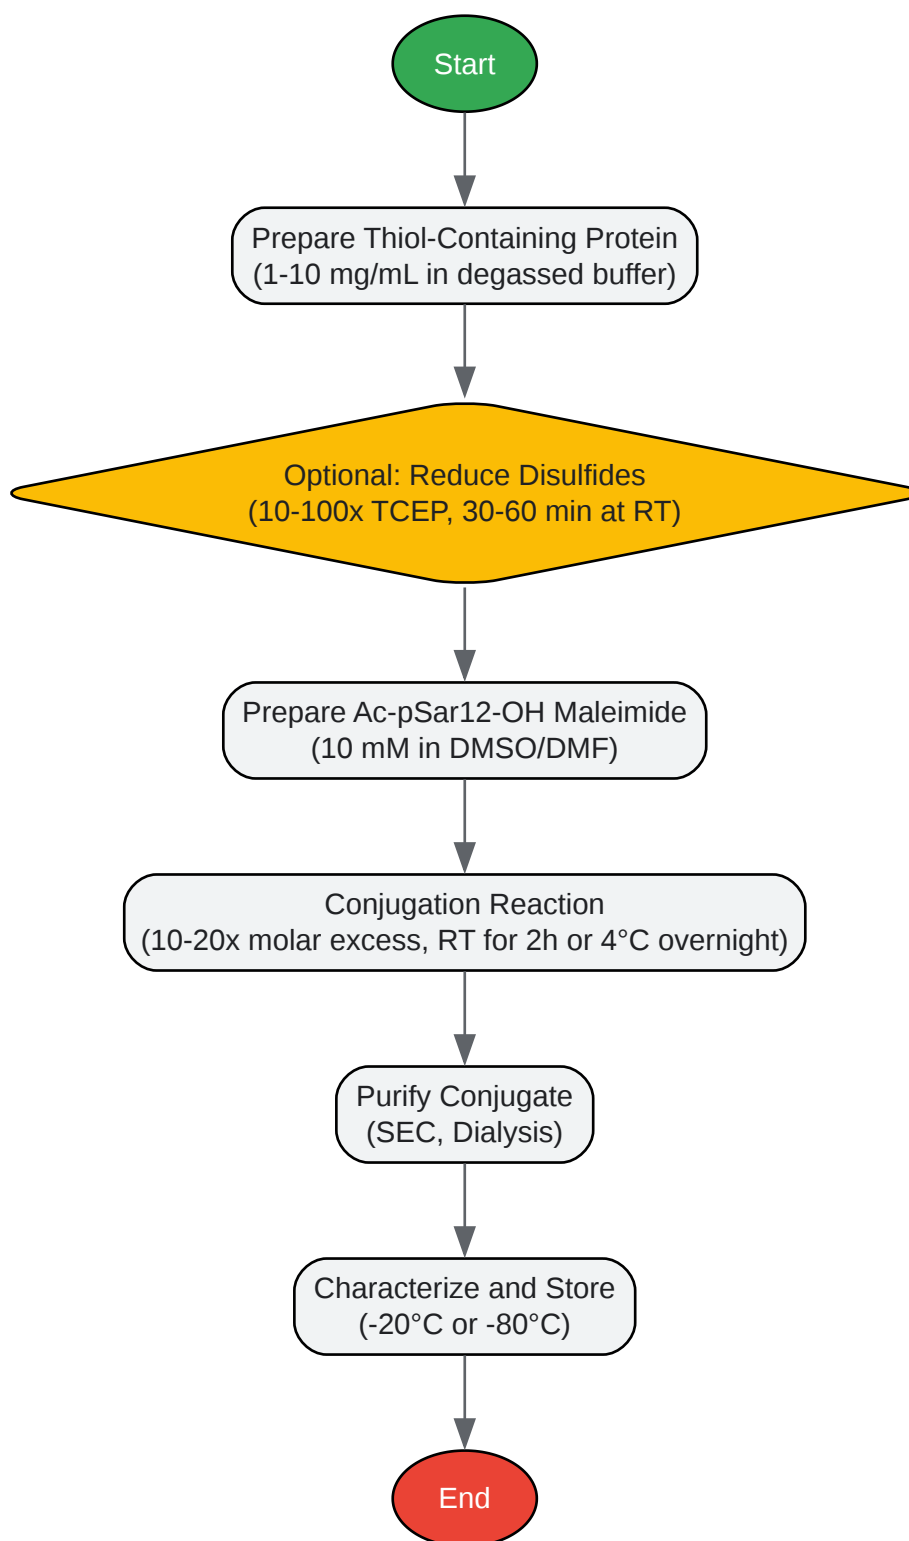 Start
Prepare Thiol-Containing Protein
(1-10 mg/mL in degassed buffer)
Optional: Reduce Disulfides
(10-100x TCEP, 30-60 min at RT)
Prepare Ac-pSar12-OH Maleimide
(10 mM in DMSO/DMF)
Conjugation Reaction
(10-20x molar excess, RT for 2h or 4°C overnight)
Purify Conjugate
(SEC, Dialysis)
Characterize and Store
(-20°C or -80°C)
End